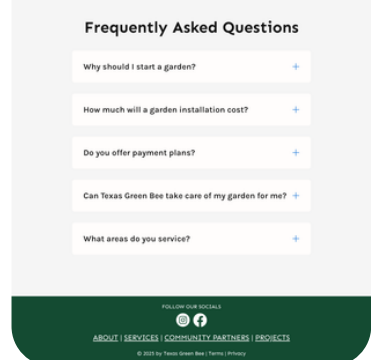 Frequently Asked Questions
Why should I start a garden?
How much will a garden installation cost?
Do you offer payment plans?
Can Texas Green Bee take care of my garden for me?
What areas do you service?
FOLLOW OUR SOCIALS
ABOUT | SERVICES | COMMUNITY PARTNERS | PROJECTS
© 2025 by Texas Green Bee | Terms | Privacy